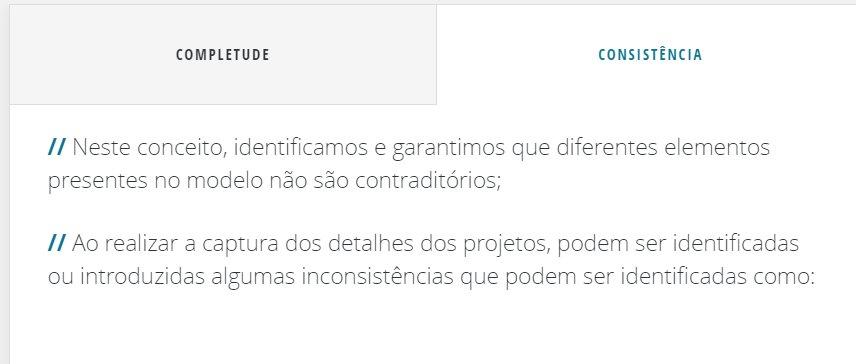 COMPLETUDE
CONSISTÊNCIA
// Neste conceito, identificamos e garantimos que diferentes elementos
presentes no modelo não são contraditórios;
// Ao realizar a captura dos detalhes dos projetos, podem ser identificadas
ou introduzidas algumas inconsistências que podem ser identificadas como: